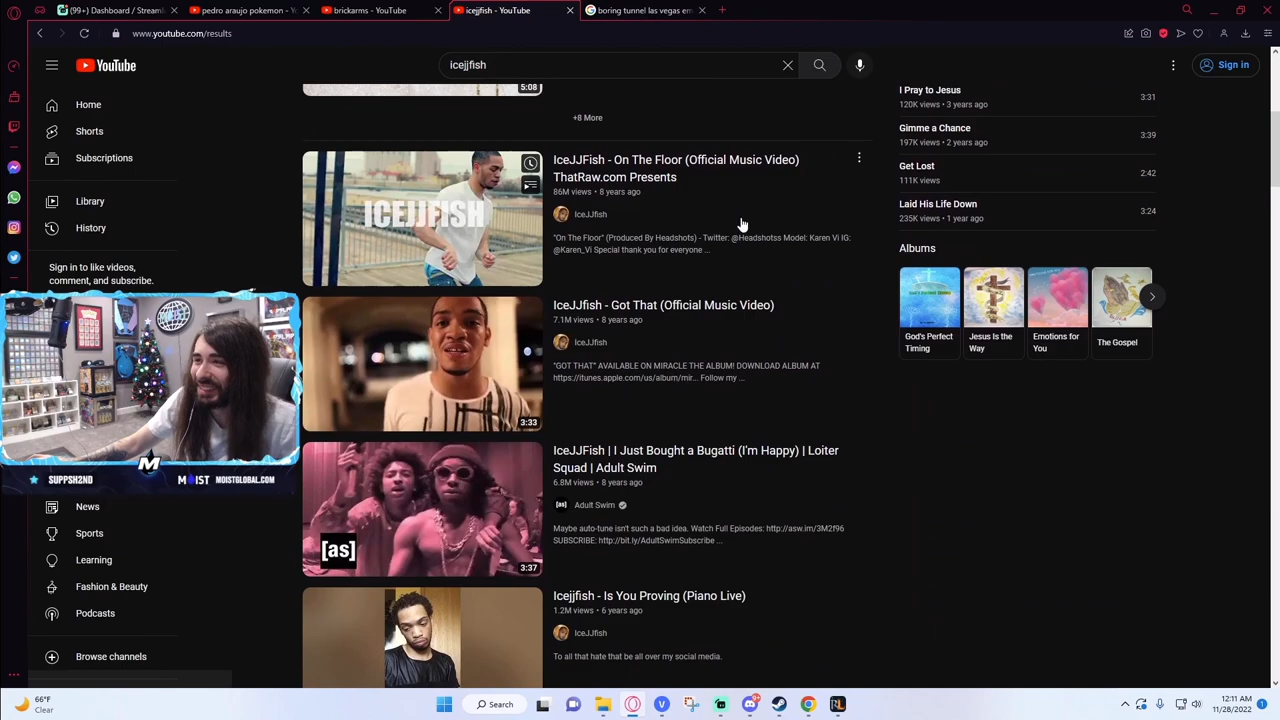 (99+) Dashboard / Streaml
pedro araujo pokemon - Yo
brickarms - YouTube
icejjfish - YouTube
boring tunnel las vegas em
www.youtube.com/results
YouTube
icejjfish
Sign in
Home
Shorts
Subscriptions
Library
History
Sign in to like videos,
comment, and subscribe.
SUPPSH2ND
M
MOIST
MOISTGLOBAL.COM
News
Sports
Learning
Fashion & Beauty
Podcasts
Browse channels
5:08
+8 More
ICEJJFISH
IceJJFish - On The Floor (Official Music Video)
ThatRaw.com Presents
86M views • 8 years ago
IceJJfish
"On The Floor" (Produced By Headshots) - Twitter: @Headshotss Model: Karen Vi IG:
@Karen_Vi Special thank you for everyone ...
3:33
IceJJfish - Got That (Official Music Video)
7.1M views • 8 years ago
IceJJfish
"GOT THAT" AVAILABLE ON MIRACLE THE ALBUM! DOWNLOAD ALBUM AT
https://itunes.apple.com/us/album/mir... Follow my ...
[as]
3:37
IceJJFish | I Just Bought a Bugatti (I'm Happy) | Loiter
Squad | Adult Swim
6.8M views • 8 years ago
[as] Adult Swim
Maybe auto-tune isn't such a bad idea. Watch Full Episodes: http://asw.im/3M2f96
SUBSCRIBE: http://bit.ly/AdultSwimSubscribe ...
Icejjfish - Is You Proving (Piano Live)
1.2M views • 6 years ago
IceJJfish
To all that hate that be all over my social media.
I Pray to Jesus
120K views • 3 years ago
3:31
Gimme a Chance
197K views • 2 years ago
3:39
Get Lost
111K views
2:42
Laid His Life Down
235K views • 1 year ago
3:24
Albums
God's Perfect
Timing
Jesus Is the
Way
Emotions for
You
The Gospel
66°F
Clear
Search
99+
12:11 AM
11/28/2022